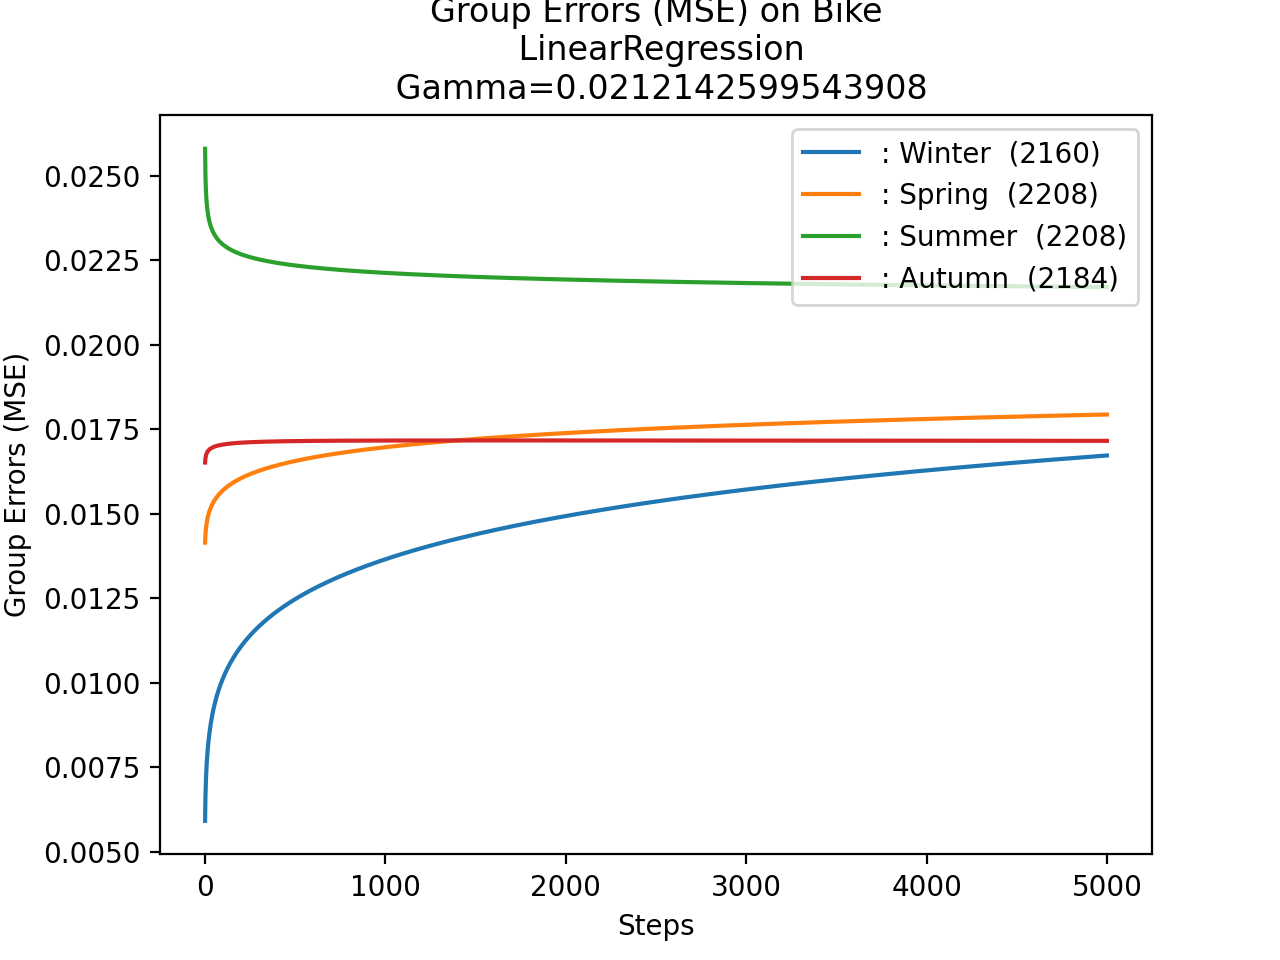 Group Errors (MSE) on Bike
LinearRegression
Gamma=0.0212142599543908
: Winter (2160)
: Spring (2208)
: Summer (2208)
: Autumn (2184)
Group Errors (MSE)
0.0250
0.0225
0.0200
0.0175
0.0150
0.0125
0.0100
0.0075
0.0050
0 1000 2000 3000 4000 5000
Steps